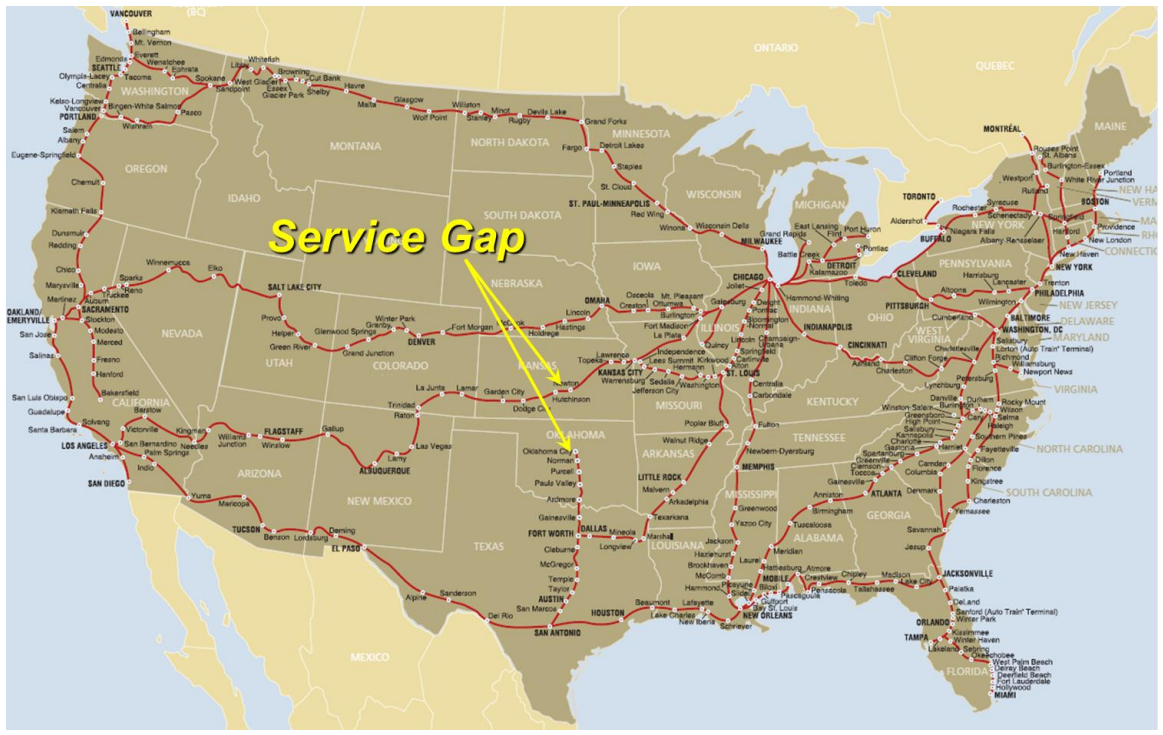 VANCOUVER
(BC)
Bellingham
Mt. Vernon
Everett
Edmonds
SEATTLE
Wenatchee
Ephrata
Spokane
Olympia-Lacey
Tacoma
Centralia
WASHINGTON
Kelso-Longview
Vancouver
Bingen-White Salmon
PORTLAND
Wishram
Pasco
Sandpoint
Libby
Whitefish
West Glacier
Essex
Glacier Park
Browning
Cut Bank
Shelby
Havre
Malta
Glasgow
Wolf Point
Williston
Stanley
Minot
Rugby
Devils Lake
Grand Forks
Fargo
Detroit Lakes
Staples
St. Cloud
ST. PAUL-MINNEAPOLIS
Red Wing
Winona
Wisconsin Dells
MILWAUKEE
ONTARIO
QUEBEC
MONTANA
NORTH DAKOTA
MINNESOTA
WISCONSIN
MICHIGAN
MAINE
Salem
Albany
Eugene-Springfield
OREGON
Chemult
Klamath Falls
IDAHO
SOUTH DAKOTA
Service Gap
Dunsmuir
Redding
Chico
Marysville
Martinez
Auburn
Truckee
Reno
Sparks
Winnemucca
Elko
SALT LAKE CITY
SACRAMENTO
OAKLAND/
EMERYVILLE
Stockton
San Jose
Modesto
Merced
Salinas
Fresno
Hanford
Bakersfield
San Luis Obispo
Guadalupe
Santa Barbara
Solvang
CALIFORNIA
NEVADA
UTAH
Provo
Helper
Green River
Glenwood Springs
Grand Junction
Granby
Winter Park
DENVER
COLORADO
Fort Morgan
Holdrege
Hastings
Lincoln
OMAHA
NEBRASKA
IOWA
Creston
Osceola
Ottumwa
Mt. Pleasant
Burlington
Galesburg
Fort Madison
La Plata
ILLINOIS
Quincy
CHICAGO
Joliet
Dwight
Pontiac
Bloomington
-Normal
Lincoln
Champaign-
Urbana
Springfield
Carlinville
Alton
ST. LOUIS
Independence
Lees Summit
Kirkwood
Hermann
Washington
Jefferson City
Sedalia
Warrensburg
KANSAS CITY
Lawrence
Topeka
KANSAS
Newton
Hutchinson
Garden City
Lamar
La Junta
Trinidad
Raton
Las Vegas
Lamy
ALBUQUERQUE
Gallup
Winslow
FLAGSTAFF
Williams
Junction
Kingman
Needles
Barstow
Victorville
San Bernardino
LOS ANGELES
Palm Springs
Anaheim
Indio
SAN DIEGO
ARIZONA
NEW MEXICO
Yuma
Maricopa
TUCSON
Benson
Lordsburg
Deming
EL PASO
Alpine
Sanderson
Del Rio
SAN ANTONIO
MEXICO
TEXAS
OKLAHOMA
Oklahoma City
Norman
Purcell
Pauls Valley
Ardmore
Gainesville
FORT WORTH
DALLAS
Mineola
Longview
Marshall
Cleburne
McGregor
Temple
Taylor
AUSTIN
San Marcos
HOUSTON
Beaumont
Lake Charles
Lafayette
New Iberia
Schriever
NEW ORLEANS
LOUISIANA
MISSOURI
Poplar Bluff
Walnut Ridge
ARKANSAS
LITTLE ROCK
Malvern
Arkadelphia
Texarkana
Centralia
Carbondale
Fulton
Newbern-Dyersburg
MEMPHIS
MISSISSIPPI
Greenwood
Yazoo City
Jackson
Hazlehurst
Brookhaven
McComb
Hammond
Laurel
Hattiesburg
Picayune
Slidell
MOBILE
Biloxi
Gulfport
Bay St. Louis
Pascagoula
Atmore
Crestview
Pensacola
Chipley
Tallahassee
Madison
Lake City
JACKSONVILLE
Palatka
DeLand
Sanford (Auto Train* Terminal)
Winter Park
ORLANDO
Kissimmee
Winter Haven
TAMPA
Lakeland
Sebring
Okeechobee
West Palm Beach
Delray Beach
Deerfield Beach
Fort Lauderdale
Hollywood
MIAMI
FLORIDA
ALABAMA
Meridian
Tuscaloosa
Birmingham
Anniston
ATLANTA
GEORGIA
Gainesville
Toccoa
Clemson
Greenville
Spartanburg
Gastonia
Charlotte
Kannapolis
Salisbury
High Point
Greensboro
Winston-Salem
Burlington
Durham
Cary
Raleigh
Selma
Wilson
Rocky Mount
Southern Pines
Fayetteville
Hamlet
Dillon
Florence
Camden
Columbia
Kingstree
Denmark
Charleston
Yemassee
Savannah
Jesup
SOUTH CAROLINA
NORTH CAROLINA
TENNESSEE
KENTUCKY
VIRGINIA
Danville
Lynchburg
Petersburg
Charlottesville
Clifton Forge
Charleston
Ashland
CINCINNATI
INDIANAPOLIS
INDIANA
OHIO
WEST
VIRGINIA
Hammond-Whiting
Grand Rapids
East Lansing
Flint
Port Huron
Pontiac
Battle Creek
Kalamazoo
DETROIT
Toledo
CLEVELAND
PITTSBURGH
Altoona
Harrisburg
Lancaster
PENNSYLVANIA
Wilmington
Cumberland
BALTIMORE
WASHINGTON, DC
Lorton (Auto Train* Terminal)
Richmond
Williamsburg
Newport News
DELAWARE
MARYLAND
NEW JERSEY
PHILADELPHIA
Trenton
NEW YORK
New Haven
New London
Providence
BOSTON
Portland
Hartford
Springfield
Albany-Rensselaer
Schenectady
Syracuse
Rochester
NEW YORK
BUFFALO
Niagara Falls
Aldershot
TORONTO
MONTRÉAL
Rouses Point
St. Albans
Burlington-Essex
Westport
White River Junction
Rutland
NEW HA
VERM
MA
RH
CONNECTIC